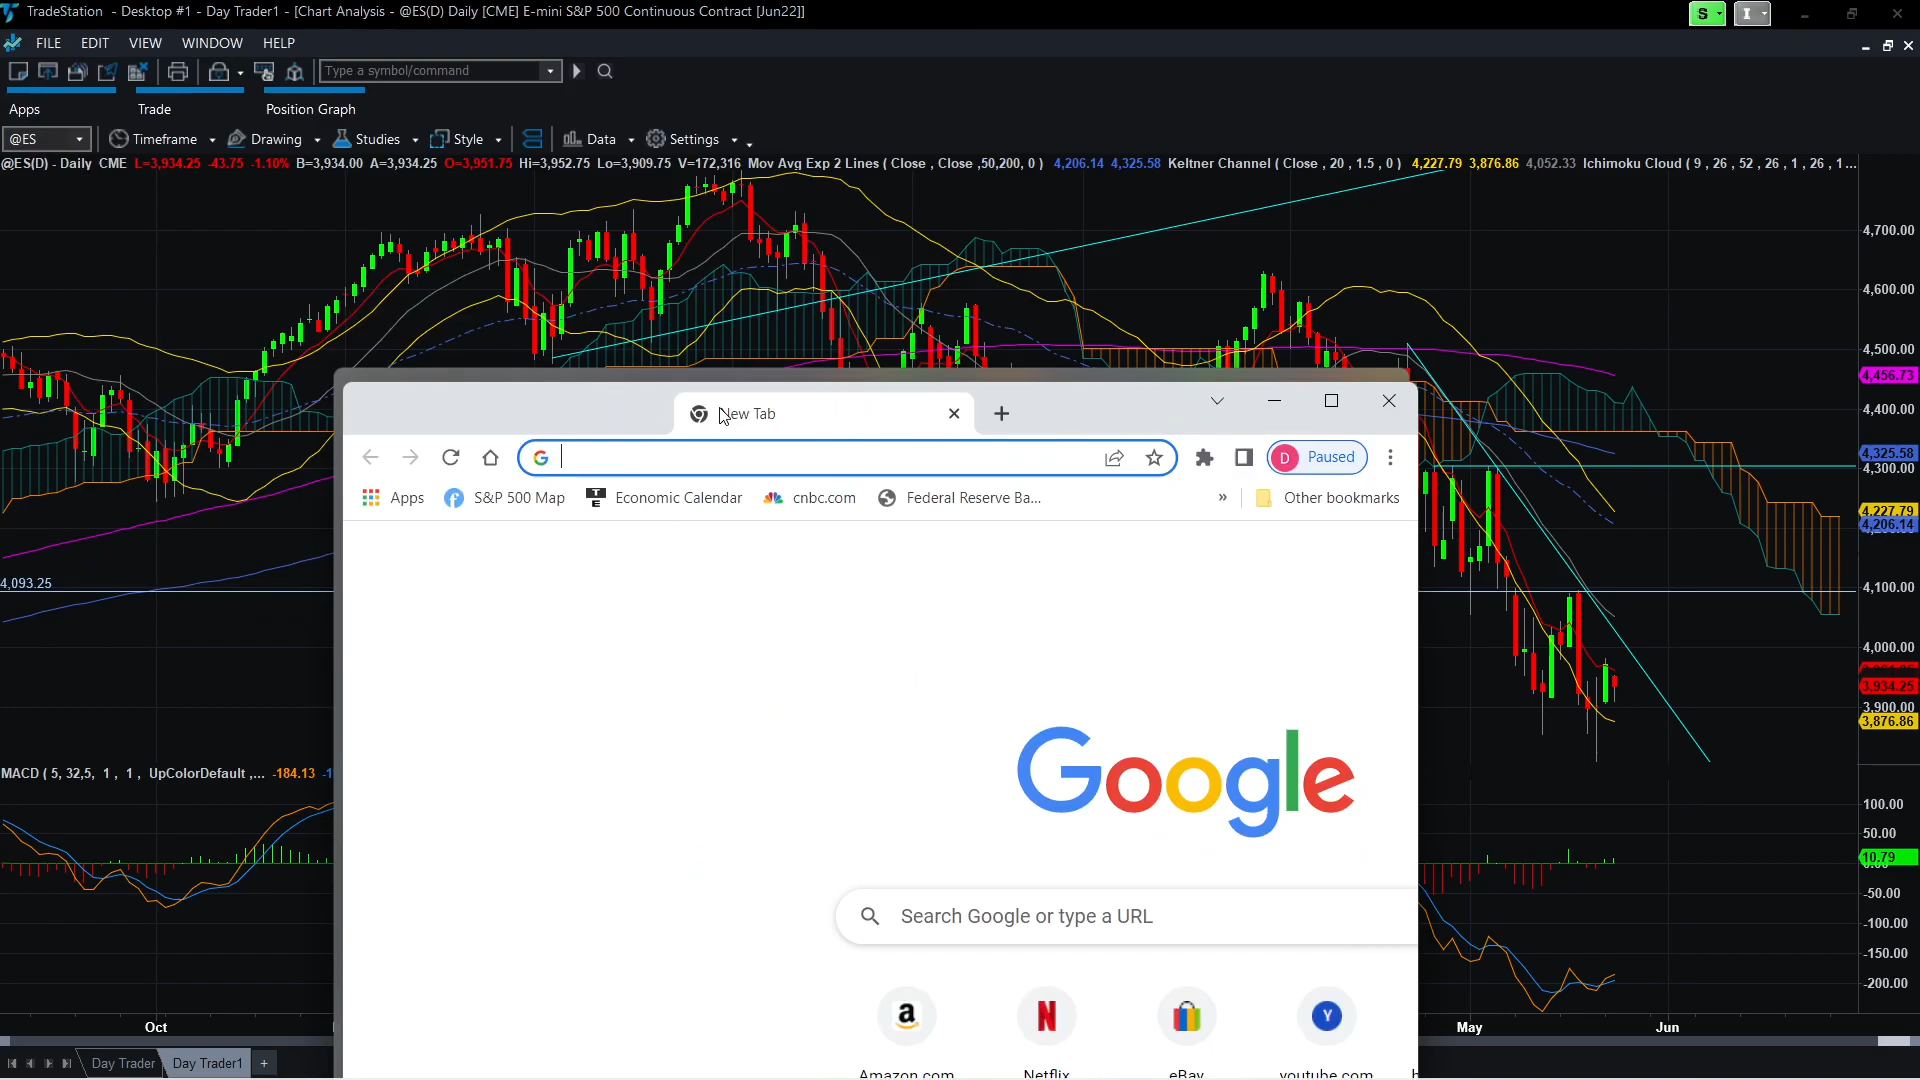 TradeStation - Desktop #1 - Day Trader1 - [Chart Analysis - @ES(D) Daily [CME] E-mini S&P 500 Continuous Contract [Jun22]]
S
I
FILE EDIT VIEW WINDOW HELP
Type a symbol/command
Apps Trade Position Graph
@ES Timeframe Drawing Studies Style Data Settings
@ES(D) - Daily CME L=3,934.25 -43.75 -1.10% B=3,934.00 A=3,934.25 O=3,951.75 Hi=3,952.75 Lo=3,909.75 V=172,316 Mov Avg Exp 2 Lines ( Close , Close ,50,200, 0 ) 4,206.14 4,325.58 Keltner Channel ( Close , 20 , 1.5 , 0 ) 4,227.79 3,876.86 4,052.33 Ichimoku Cloud ( 9 , 26 , 52 , 26 , 1 , 26 , 1...
4,700.00
4,600.00
4,500.00
4,456.73
4,400.00
4,325.58
4,300.00
4,227.79
4,206.14
4,100.00
4,000.00
3,934.25
3,900.00
3,876.86
4,093.25
New Tab
D Paused
Apps S&P 500 Map TE Economic Calendar cnbc.com Federal Reserve Ba... » Other bookmarks
Google
Search Google or type a URL
a N Y
Amazon.com Netflix eBay youtube.com
MACD ( 5, 32,5, 1 , 1 , UpColorDefault ,... -184.13
100.00
50.00
10.79
-50.00
-100.00
-150.00
-200.00
Oct May Jun
Day Trader Day Trader1 +